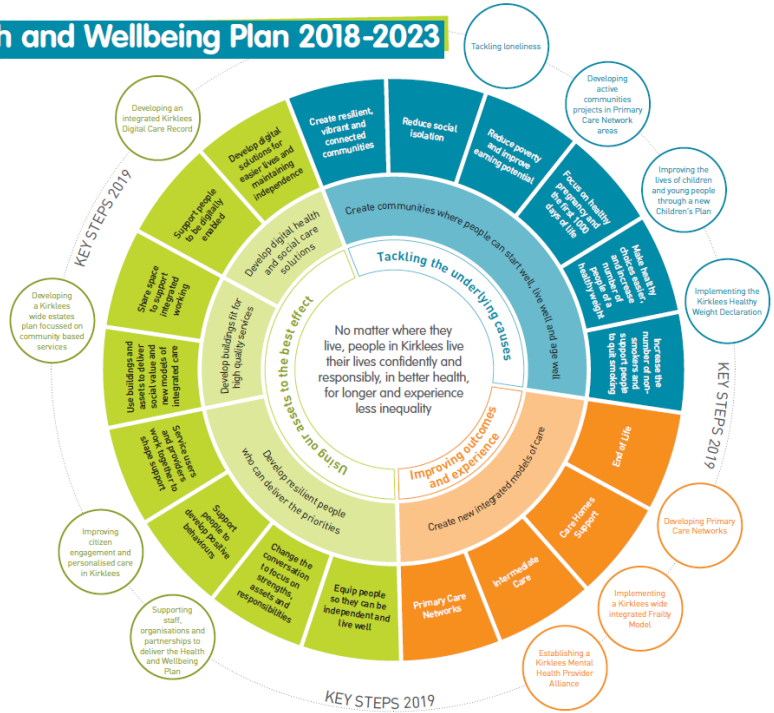 h and Wellbeing Plan 2018-2023
Tackling loneliness
Developing
active
communities
projects in Primary
Care Network
areas
Improving the
lives of children
and young people
through a new
Children's Plan
Implementing the
Kirklees Healthy
Weight Declaration
KEY STEPS 2019
Developing Primary
Care Networks
Implementing
a Kirklees wide
integrated Frailty
Model
Establishing a
Kirklees Mental
Health Provider
Alliance
KEY STEPS 2019
Supporting
staff,
organisations and
partnerships to
deliver the Health
and Wellbeing
Plan
Improving
citizen
engagement and
personalised care
in Kirklees
Developing
a Kirklees
wide estates
plan focussed on
community based
services
KEY STEPS 2019
Developing an
integrated Kirklees
Digital Care Record
Create resilient,
vibrant and
connected
communities
Reduce social
isolation
Reduce poverty
and improve
earning potential
Focus on healthy
pregnancy and
the first 1000
days of life
Make healthy
choices easier,
and increase
number of
people of a
healthy weight
Increase the
number of non-
smokers and
support people
to quit smoking
End of Life
Care Homes
Support
Intermediate
Care
Primary Care
Networks
Equip people
so they can be
independent and
live well
Change the
conversation
to focus on
strengths,
assets and
responsibilities
Support
people to
develop positive
behaviours
Service users
and providers
work together to
shape support
Use buildings and
assets to deliver
social value and
new models of
integrated care
Share space
to support
integrated
working
Support people
to be digitally
enabled
Develop digital
solutions for
easier lives and
maintaining
independence
Create communities where people can start well, live well and age well
Create new integrated models of care
Develop resilient people
who can deliver the priorities
Develop buildings fit for
high quality services
Develop digital health
and social care
solutions
Tackling the underlying causes
Improving outcomes
and experience
Using our assets to the best effect
No matter where they
live, people in Kirklees live
their lives confidently and
responsibly, in better health,
for longer and experience
less inequality